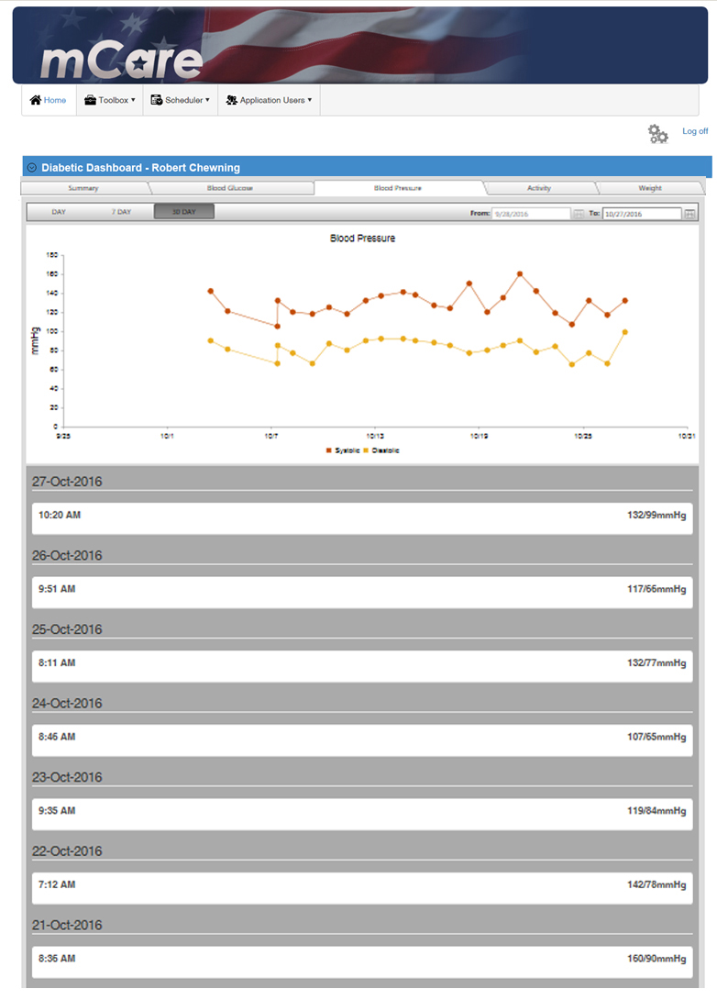 mCare
Home Toolbox Scheduler Application Users
Log off
Diabetic Dashboard - Robert Chewning
Summary Blood Glucose Blood Pressure Activity Weight
DAY 7 DAY 30 DAY From: 9/28/2016 To: 10/27/2016
Blood Pressure
180
160
140
120
100
80
60
40
20
0
mmHg
9/25 10/1 10/7 10/13 10/19 10/25 10/31
Systolic Diastolic
27-Oct-2016
10:20 AM 132/99mmHg
26-Oct-2016
9:51 AM 117/66mmHg
25-Oct-2016
8:11 AM 132/77mmHg
24-Oct-2016
8:46 AM 107/65mmHg
23-Oct-2016
9:35 AM 119/84mmHg
22-Oct-2016
7:12 AM 142/78mmHg
21-Oct-2016
8:36 AM 160/90mmHg